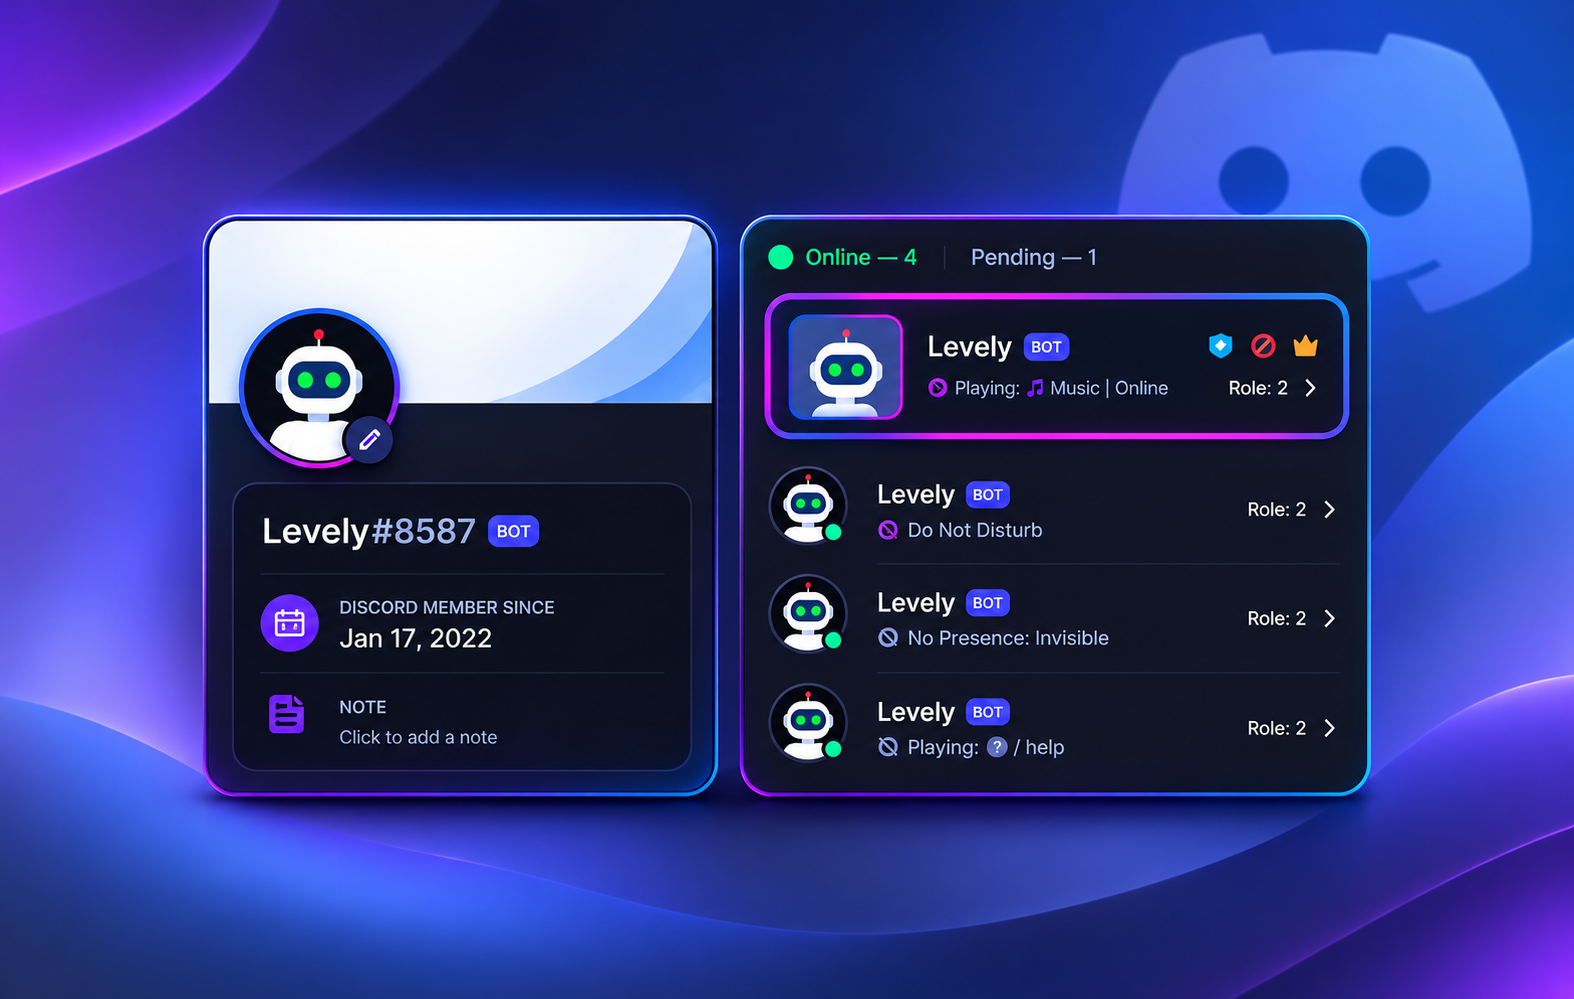 Levely#8587 BOT
DISCORD MEMBER SINCE
Jan 17, 2022
NOTE
Click to add a note
Online — 4 Pending — 1
Levely BOT
Playing: Music | Online Role: 2
Levely BOT
Do Not Disturb
Role: 2
Levely BOT
No Presence: Invisible
Role: 2
Levely BOT
Playing: ? / help
Role: 2